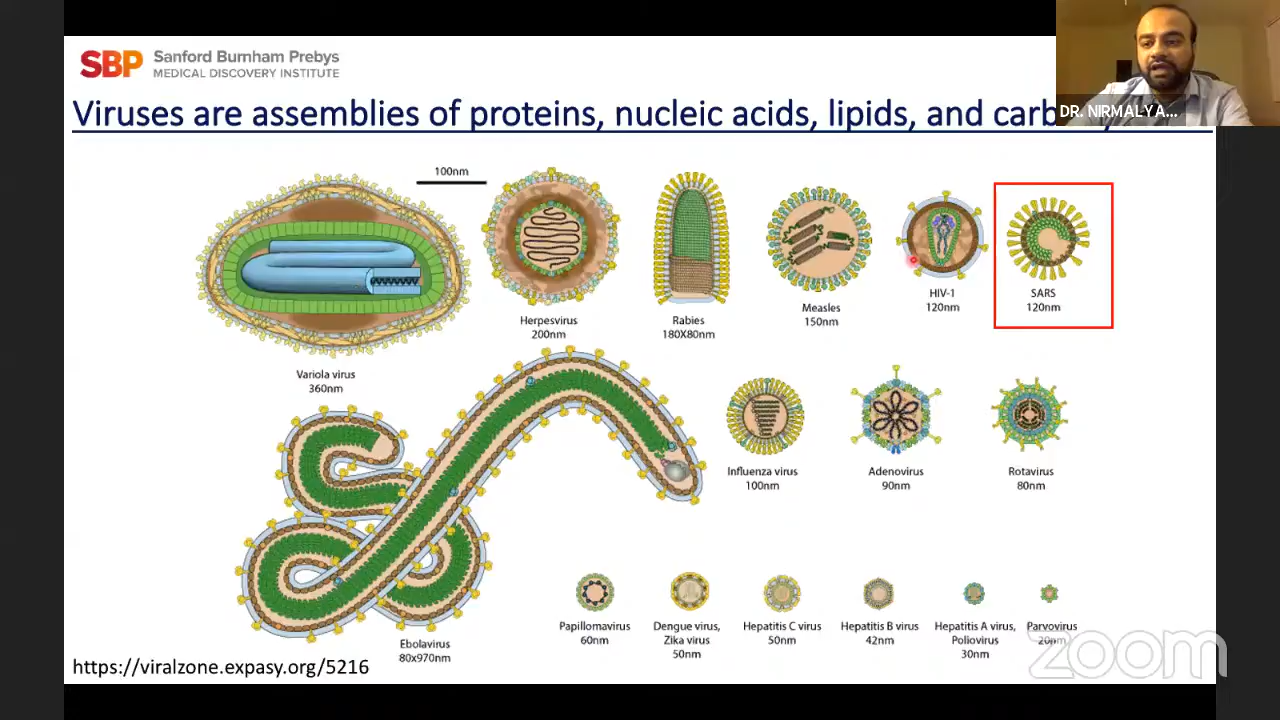 SBP Sanford Burnham Prebys
MEDICAL DISCOVERY INSTITUTE
DR. NIRMALYA...
Viruses are assemblies of proteins, nucleic acids, lipids, and
100nm
Herpesvirus
200nm
Rabies
180X80nm
Measles
150nm
HIV-1
120nm
SARS
120nm
Variola virus
360nm
Influenza virus
100nm
Adenovirus
90nm
Rotavirus
80nm
Papillomavirus
60nm
Dengue virus,
Zika virus
50nm
Hepatitis C virus
50nm
Hepatitis B virus
42nm
Hepatitis A virus,
Poliovirus
30nm
Parvovirus
20nm
Ebolavirus
80x970nm
https://viralzone.expasy.org/5216
zoom